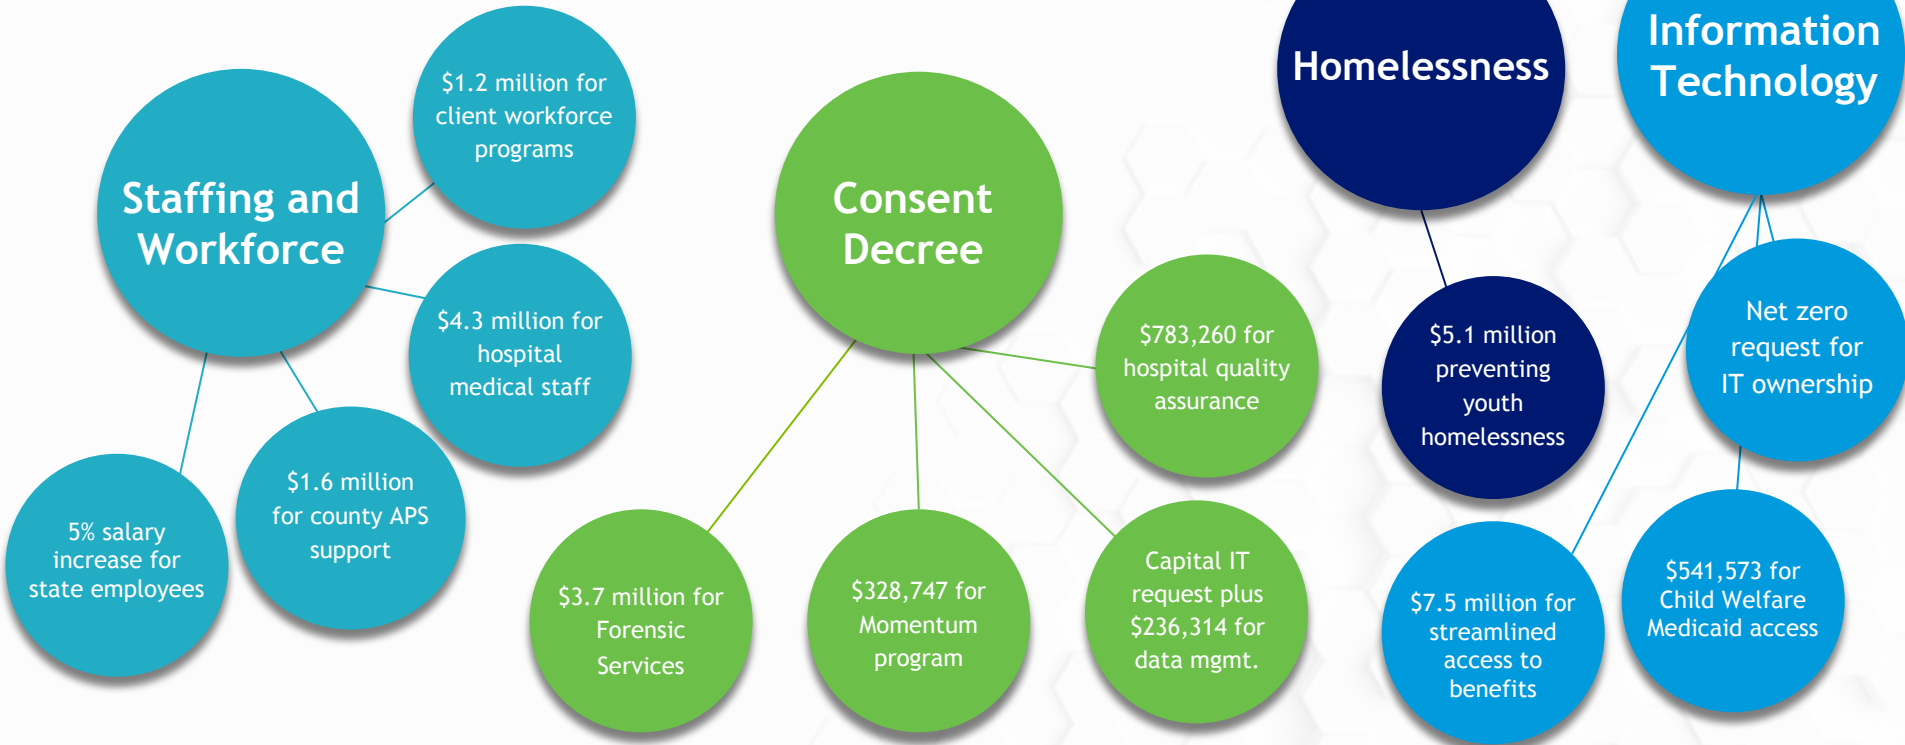 Staffing and
Workforce
$1.2 million for
client workforce
programs
$4.3 million for
hospital
medical staff
$1.6 million
for county APS
support
5% salary
increase for
state employees
Consent
Decree
$783,260 for
hospital quality
assurance
Capital IT
request plus
$236,314 for
data mgmt.
$328,747 for
Momentum
program
$3.7 million for
Forensic
Services
Homelessness
$5.1 million
preventing
youth
homelessness
Information
Technology
Net zero
request for
IT ownership
$541,573 for
Child Welfare
Medicaid access
$7.5 million for
streamlined
access to
benefits